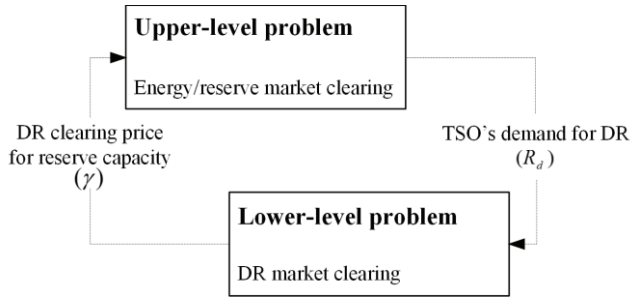 Upper-level problem
Energy/reserve market clearing
DR clearing price
for reserve capacity
(γ)
TSO`s demand for DR
(R_d)
Lower-level problem
DR market clearing